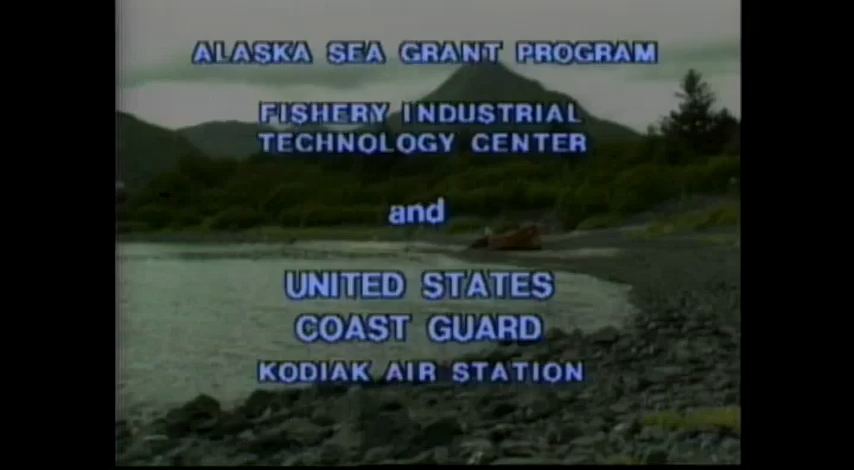 ALASKA SEA GRANT PROGRAM
FISHERY INDUSTRIAL
TECHNOLOGY CENTER
and
UNITED STATES
COAST GUARD
KODIAK AIR STATION